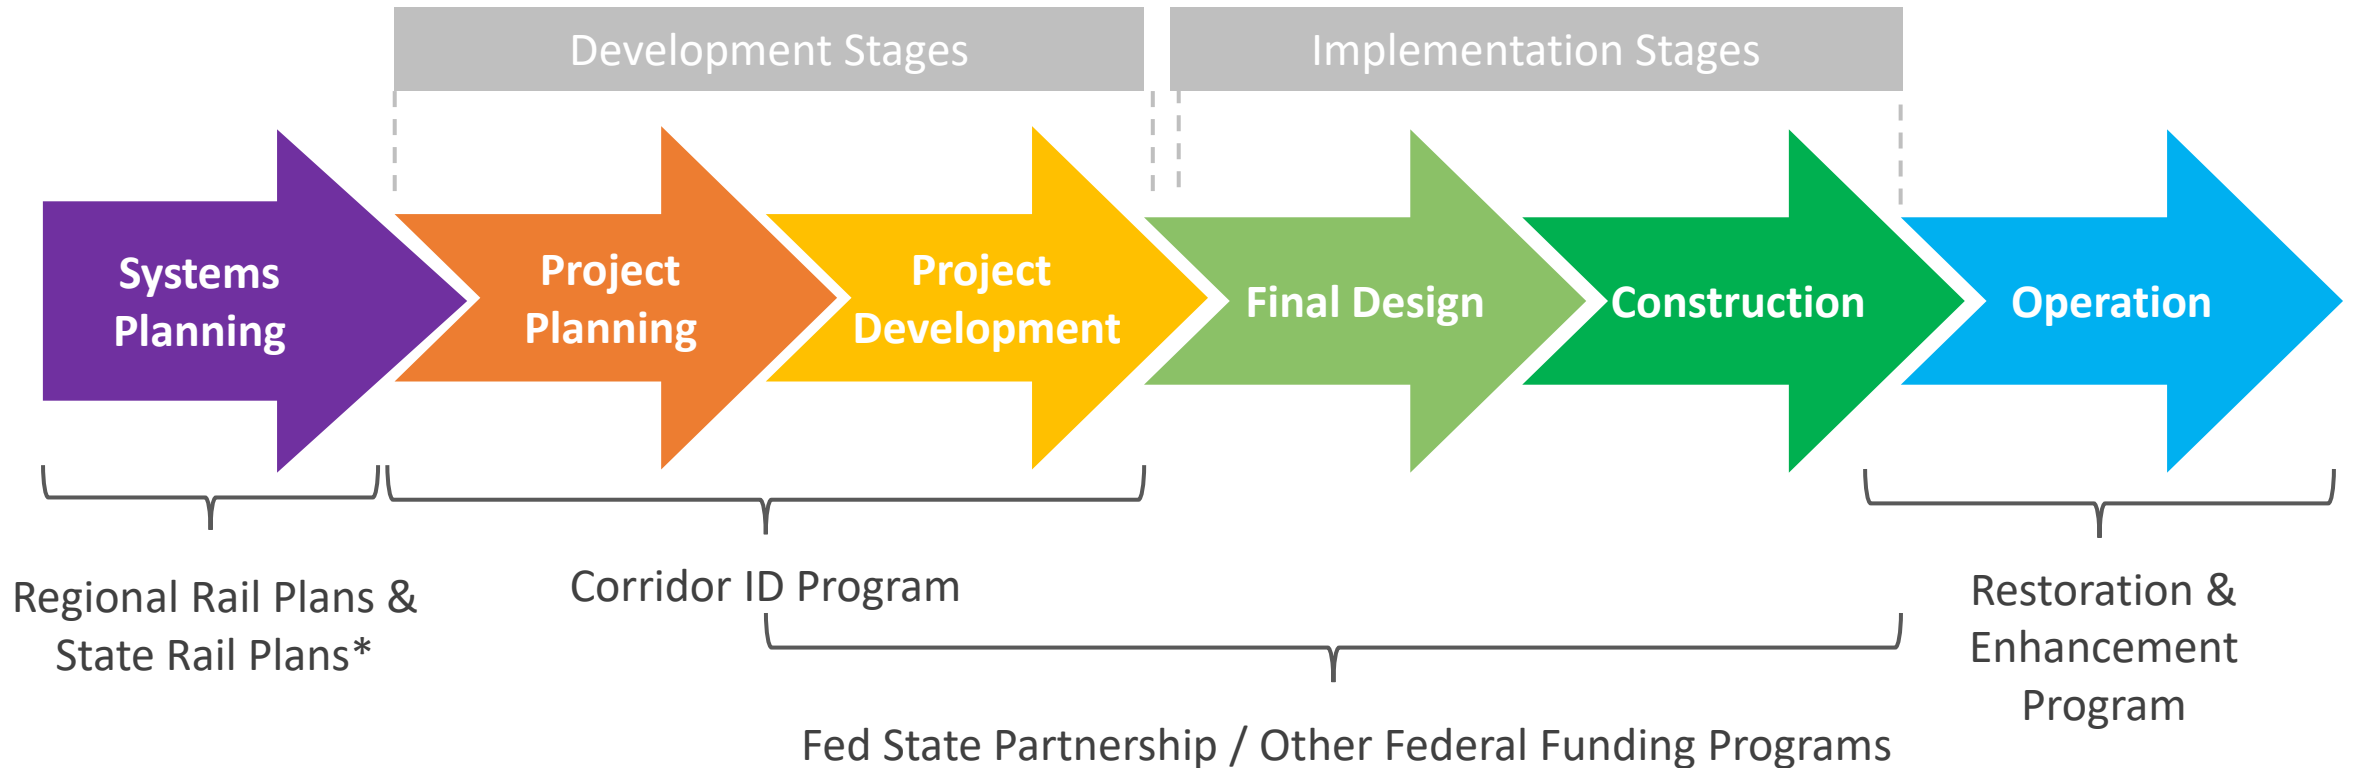 Development Stages
Implementation Stages
Systems
Planning
Project
Planning
Project
Development
Final Design
Construction
Operation
Regional Rail Plans &
State Rail Plans*
Corridor ID Program
Fed State Partnership / Other Federal Funding Programs
Restoration &
Enhancement
Program